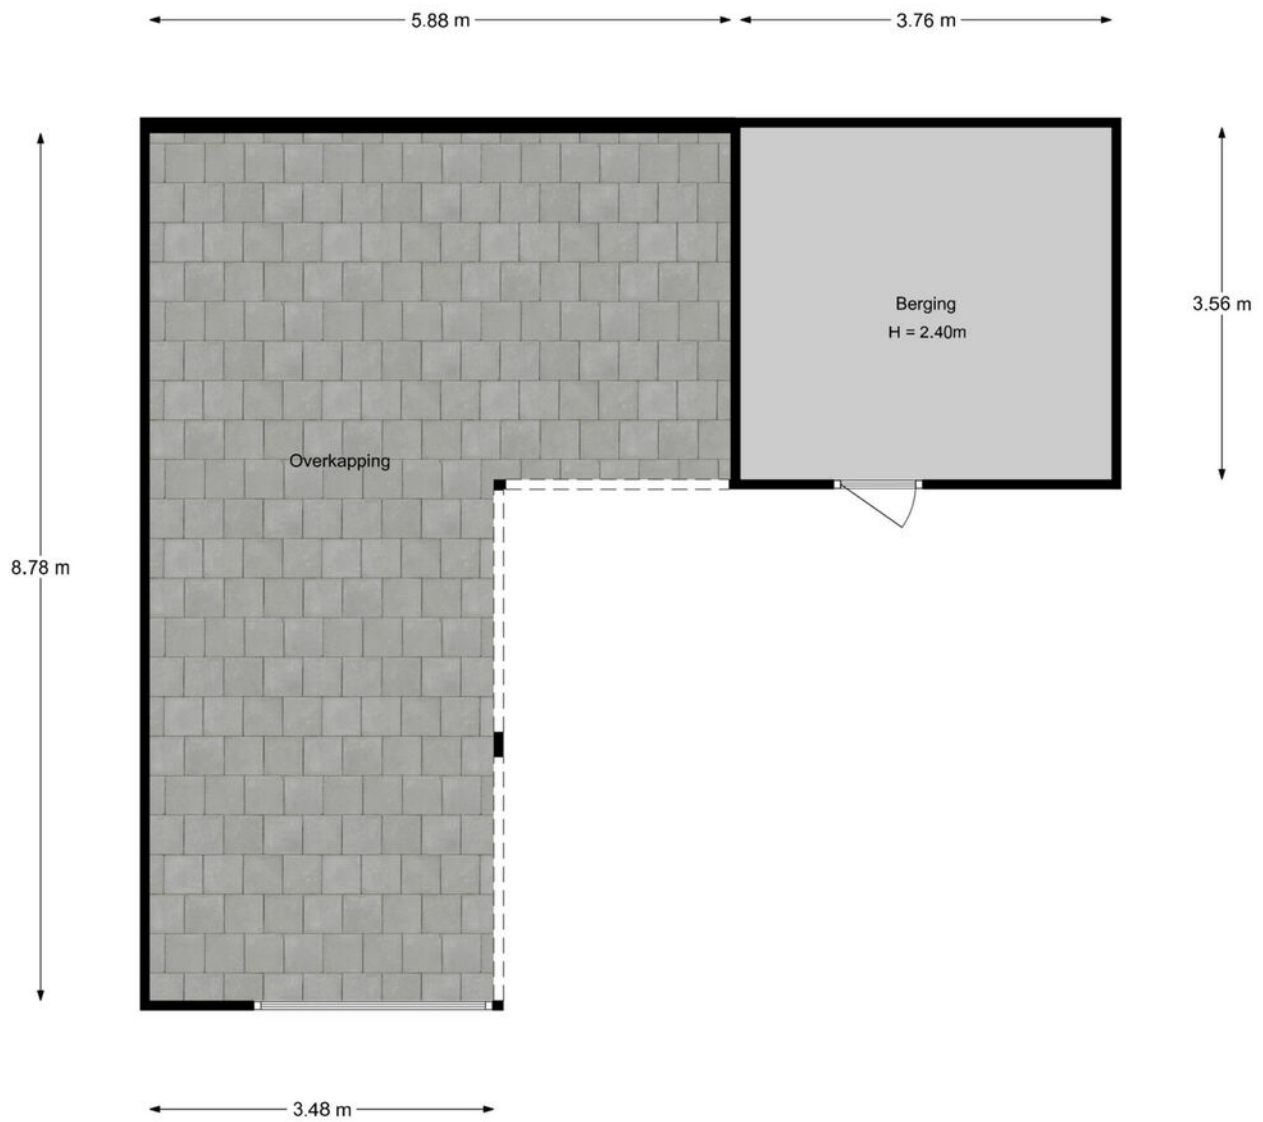 5.88 m
3.76 m
Berging
H = 2.40m
3.56 m
Overkapping
8.78 m
3.48 m